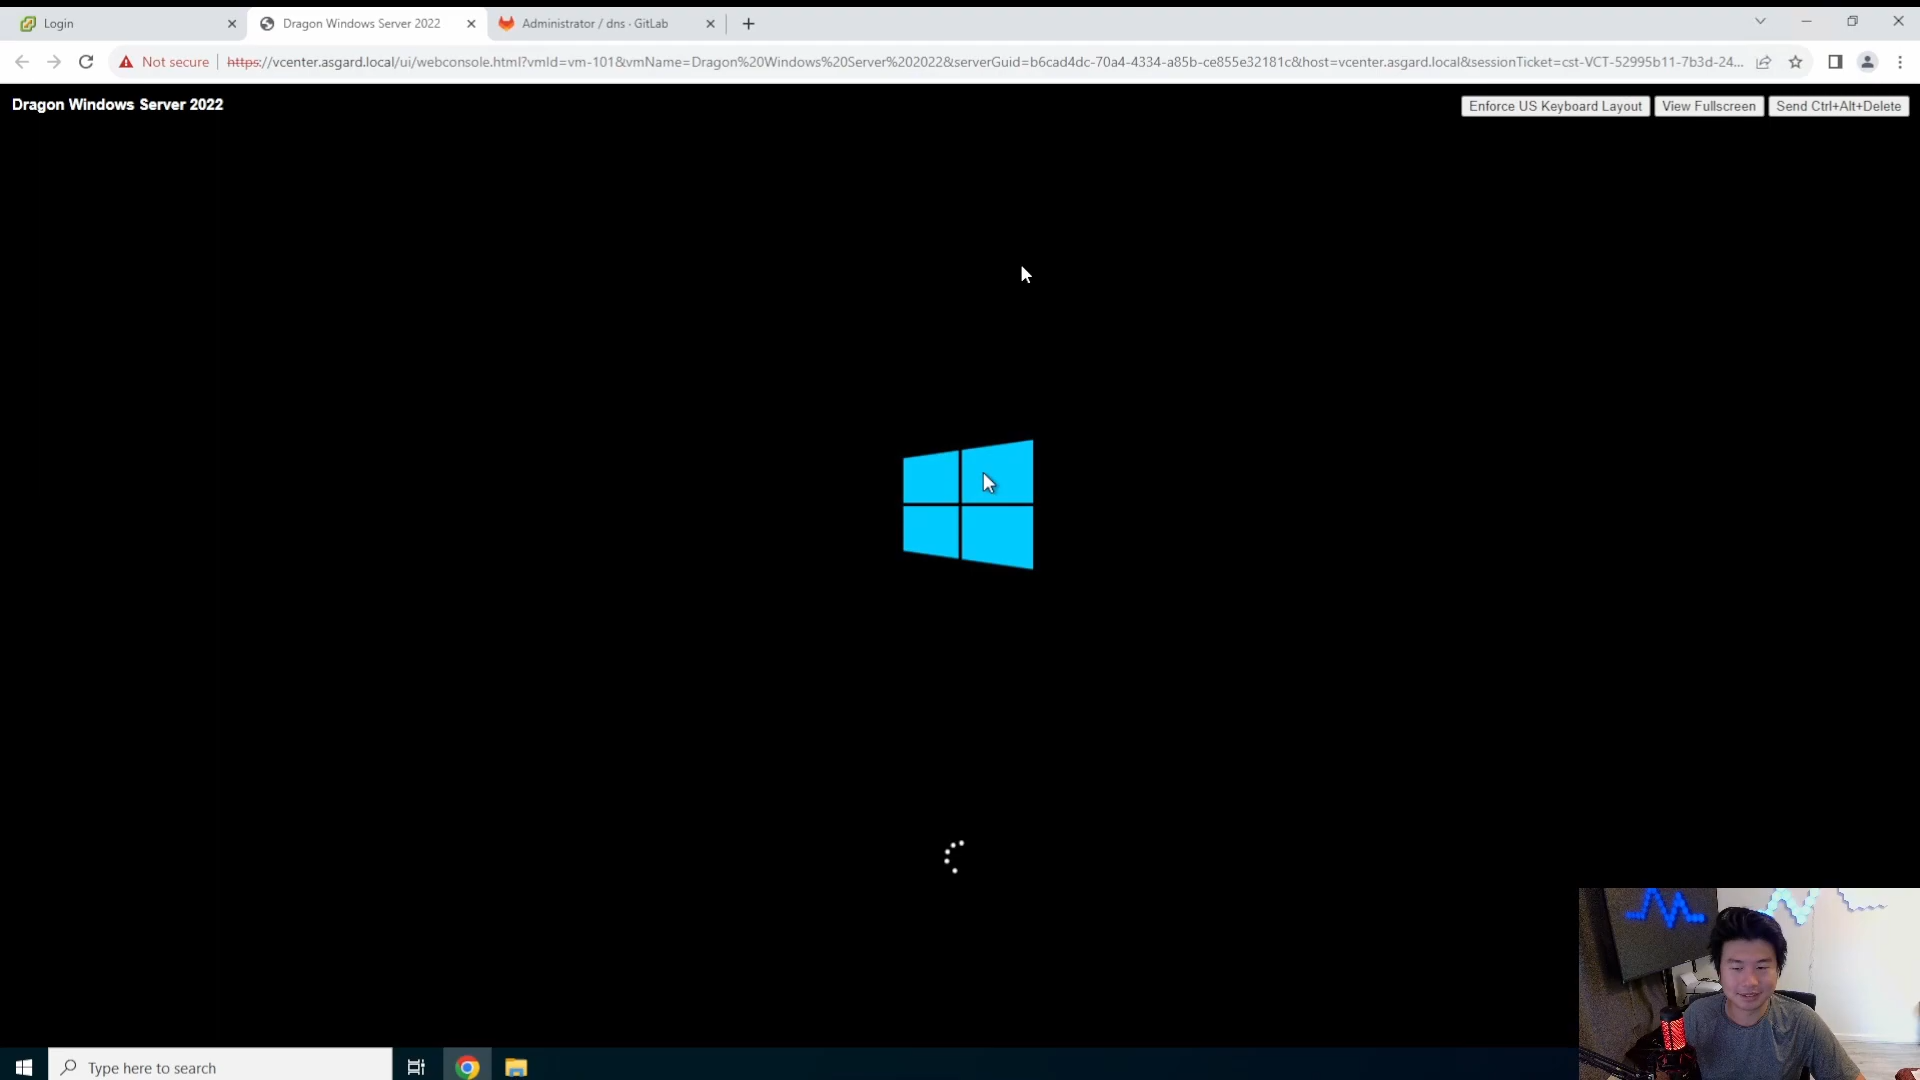 Login
Dragon Windows Server 2022
Administrator / dns · GitLab
Not secure
https://vcenter.asgard.local/ui/webconsole.html?vmId=vm-101&vmName=Dragon%20Windows%20Server%202022&serverGuid=b6cad4dc-70a4-4334-a85b-ce855e32181c&host=vcenter.asgard.local&sessionTicket=cst-VCT-52995b11-7b3d-24...
Dragon Windows Server 2022
Enforce US Keyboard Layout
View Fullscreen
Send Ctrl+Alt+Delete
Type here to search